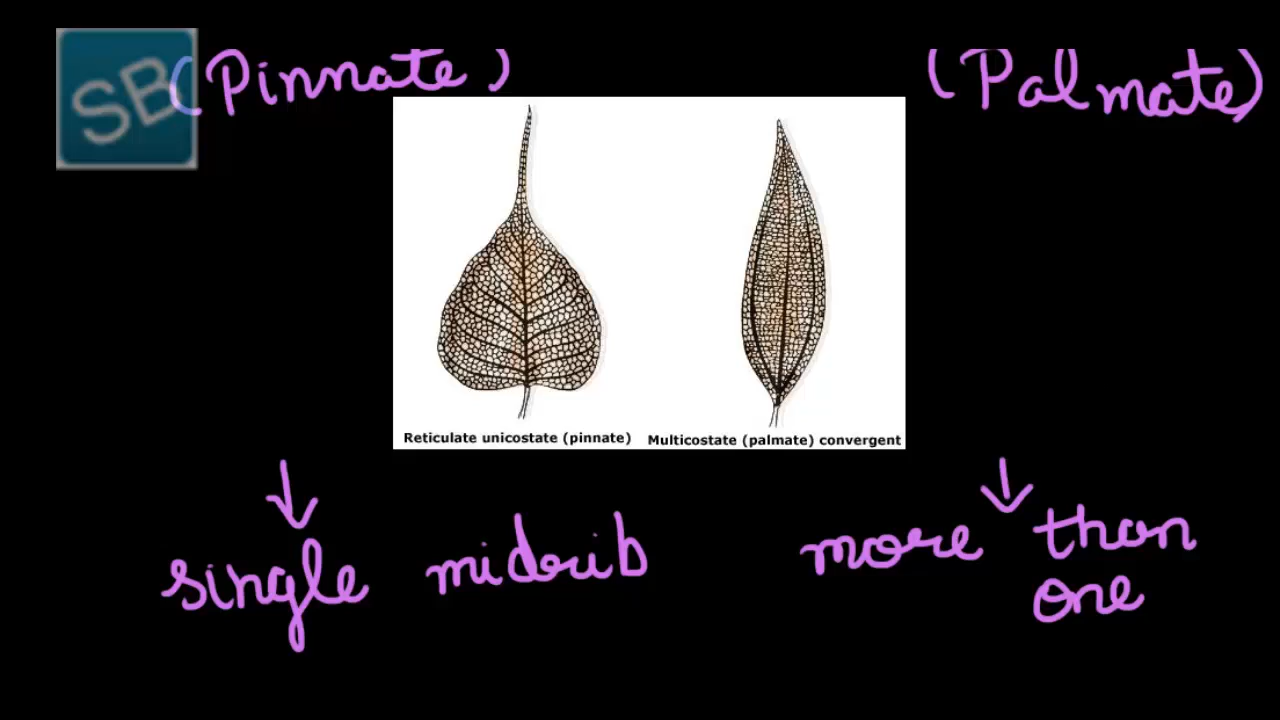 SB
(Pinnate)
(Palmate)
Reticulate unicostate (pinnate)
Multicostate (palmate) convergent
↓
↓
single midrib
more than
one